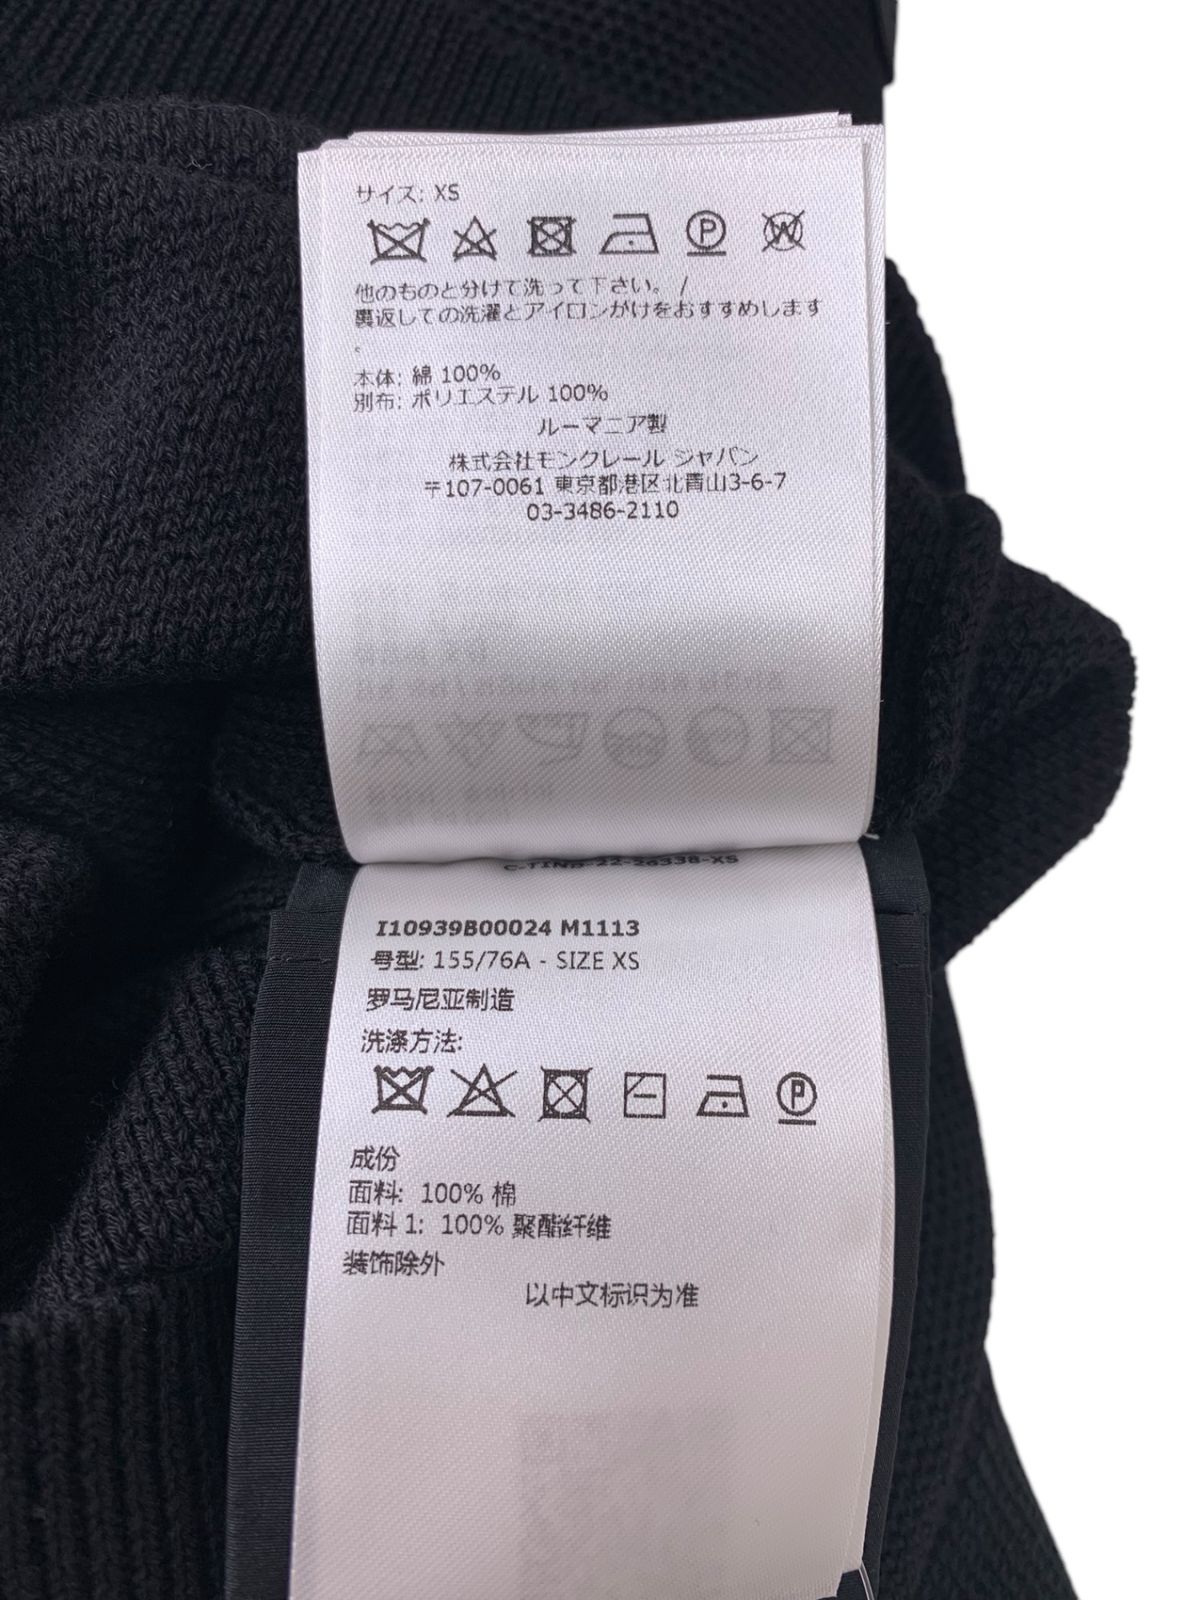 サイズ: XS
P W
他のものと分けて洗って下さい。 /
裏返しての洗濯とアイロンがけをおすすめします
。
本体: 綿 100%
別布: ポリエステル 100%
ルーマニア製
株式会社モンクレール ジャパン
〒107-0061 東京都港区北青山3-6-7
03-3486-2110
I10939B00024 M1113
号型: 155/76A - SIZE XS
罗马尼亚制造
洗涤方法:
P
成份
面料: 100% 棉
面料 1: 100% 聚酯纤维
装饰除外
以中文标识为准